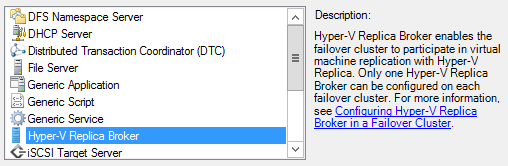 DFS Namespace Server
DHCP Server
Distributed Transaction Coordinator (DTC)
File Server
Generic Application
Generic Script
Generic Service
Hyper-V Replica Broker
iSCSI Target Server
Description:
Hyper-V Replica Broker enables the
failover cluster to participate in virtual
machine replication with Hyper-V
Replica. Only one Hyper-V Replica
Broker can be configured on each
failover cluster. For more information,
see Configuring Hyper-V Replica
Broker in a Failover Cluster.